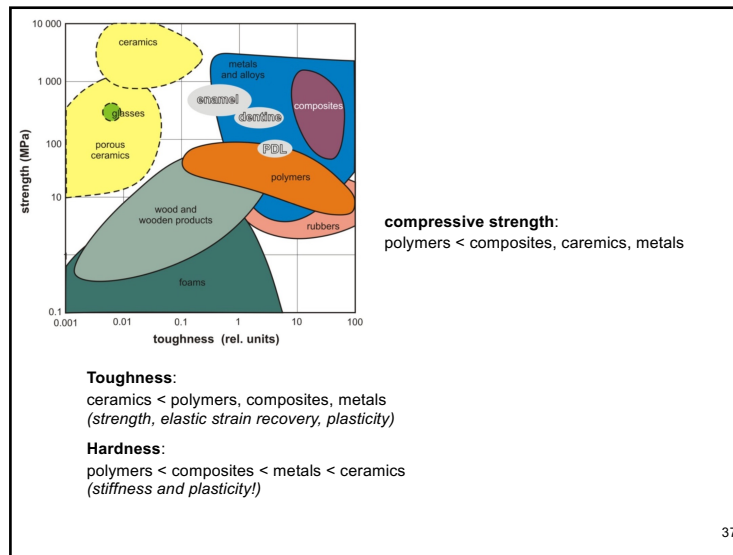 10 000
1 000
100
10
0.1
strength (MPa)
ceramics
metals
and alloys
enamel
composites
glasses
dentine
porous
ceramics
PDL
polymers
wood and
wooden products
rubbers
foams
0.001
0.01
0.1
1
10
100
toughness (rel. units)
compressive strength:
polymers < composites, caremics, metals
Toughness:
ceramics < polymers, composites, metals
(strength, elastic strain recovery, plasticity)
Hardness:
polymers < composites < metals < ceramics
(stiffness and plasticity!)
37